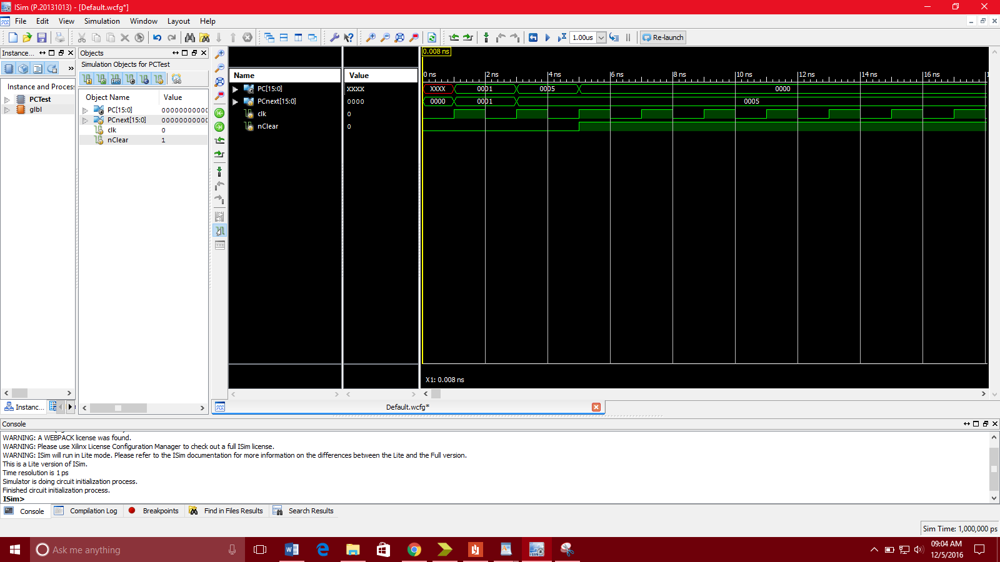 ISim (P.20131013) - [Default.wcfg*]
File Edit View Simulation Window Layout Help
1.00us Re-launch
Instance...
Objects
Simulation Objects for PCTest
Instance and Process
PCTest
glbl
Object Name Value
PC[15:0] 000000000000
PCnext[15:0] 000000000000
clk 0
nClear 1
Name Value
PC[15:0] XXXX
PCnext[15:0] 0000
clk 0
nClear 0
0.008 ns
0 ns 2 ns 4 ns 6 ns 8 ns 10 ns 12 ns 14 ns 16 ns 1
XXXX 0001 0005 0000
0000 0001 0005
X1: 0.008 ns
Instanc...
Default.wcfg*
Console
WARNING: A WEBPACK license was found.
WARNING: Please use Xilinx License Configuration Manager to check out a full ISim license.
WARNING: ISim will run in Lite mode. Please refer to the ISim documentation for more information on the differences between the Lite and the Full version.
This is a Lite version of ISim.
Time resolution is 1 ps
Simulator is doing circuit initialization process.
Finished circuit initialization process.
ISim>
Console Compilation Log Breakpoints Find in Files Results Search Results
Sim Time: 1,000,000 ps
Ask me anything
09:04 AM
12/5/2016